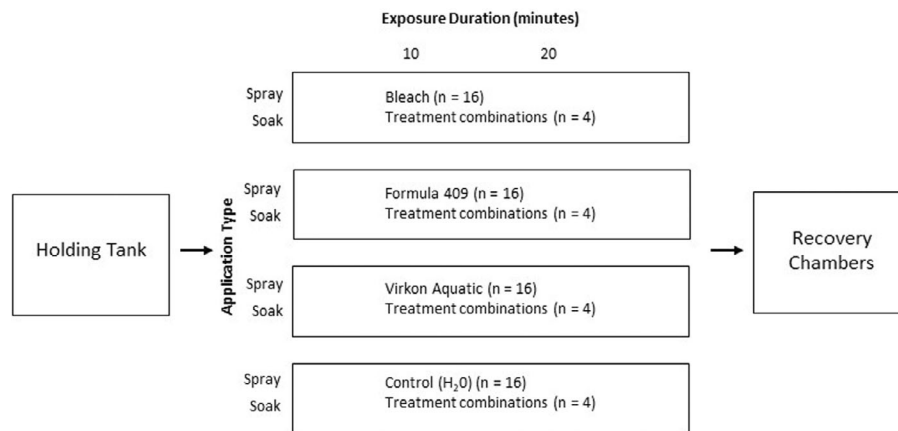 Exposure Duration (minutes)
10 20
Spray
Soak
Bleach (n = 16)
Treatment combinations (n = 4)
Holding Tank
Application Type
Spray
Soak
Formula 409 (n = 16)
Treatment combinations (n = 4)
Spray
Soak
Virkon Aquatic (n = 16)
Treatment combinations (n = 4)
Spray
Soak
Control (H₂0) (n = 16)
Treatment combinations (n = 4)
Recovery
Chambers